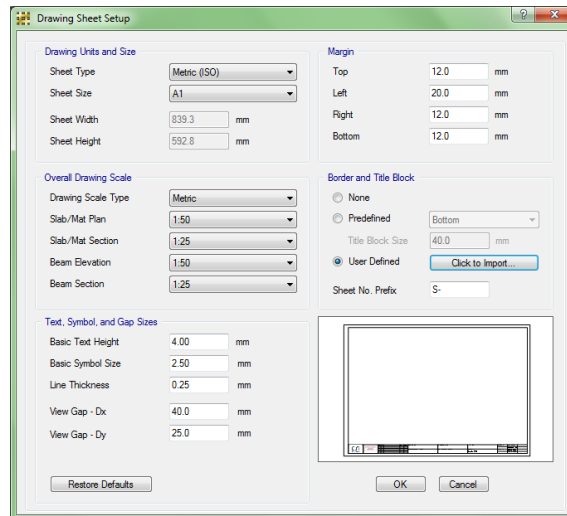 Drawing Sheet Setup
Drawing Units and Size
Sheet Type Metric (ISO)
Sheet Size A1
Sheet Width 839.3 mm
Sheet Height 592.8 mm
Margin
Top 12.0 mm
Left 20.0 mm
Right 12.0 mm
Bottom 12.0 mm
Overall Drawing Scale
Drawing Scale Type Metric
Slab/Mat Plan 1:50
Slab/Mat Section 1:25
Beam Elevation 1:50
Beam Section 1:25
Border and Title Block
None
Predefined Bottom
Title Block Size 40.0 mm
User Defined Click to Import...
Sheet No. Prefix S-
Text, Symbol, and Gap Sizes
Basic Text Height 4.00 mm
Basic Symbol Size 2.50 mm
Line Thickness 0.25 mm
View Gap - Dx 40.0 mm
View Gap - Dy 25.0 mm
Restore Defaults
OK Cancel